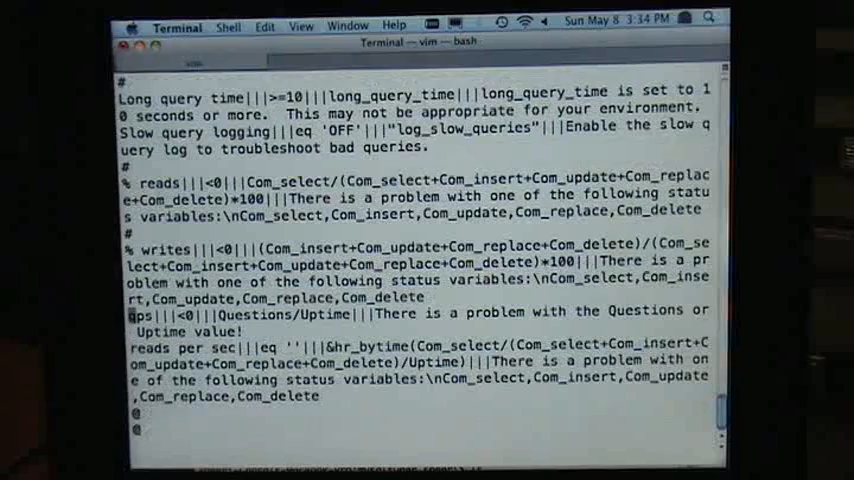 Terminal Shell Edit View Window Help Sun May 8 3:34 PM
Terminal — vim — bash
vim
#
Long query time|||>=10|||long_query_time|||long_query_time is set to 1
0 seconds or more.  This may not be appropriate for your environment.
Slow query logging|||eq 'OFF'|||"log_slow_queries"|||Enable the slow q
uery log to troubleshoot bad queries.
#
% reads|||<0|||Com_select/(Com_select+Com_insert+Com_update+Com_replac
e+Com_delete)*100|||There is a problem with one of the following statu
s variables:\nCom_select,Com_insert,Com_update,Com_replace,Com_delete
#
% writes|||<0|||(Com_insert+Com_update+Com_replace+Com_delete)/(Com_se
lect+Com_insert+Com_update+Com_replace+Com_delete)*100|||There is a pr
oblem with one of the following status variables:\nCom_select,Com_inse
rt,Com_update,Com_replace,Com_delete
qps|||<0|||Questions/Uptime|||There is a problem with the Questions or
Uptime value!
reads per sec|||eq ''|||&hr_bytime(Com_select/(Com_select+Com_insert+C
om_update+Com_replace+Com_delete)/Uptime)|||There is a problem with on
e of the following status variables:\nCom_select,Com_insert,Com_update
,Com_replace,Com_delete
@
@